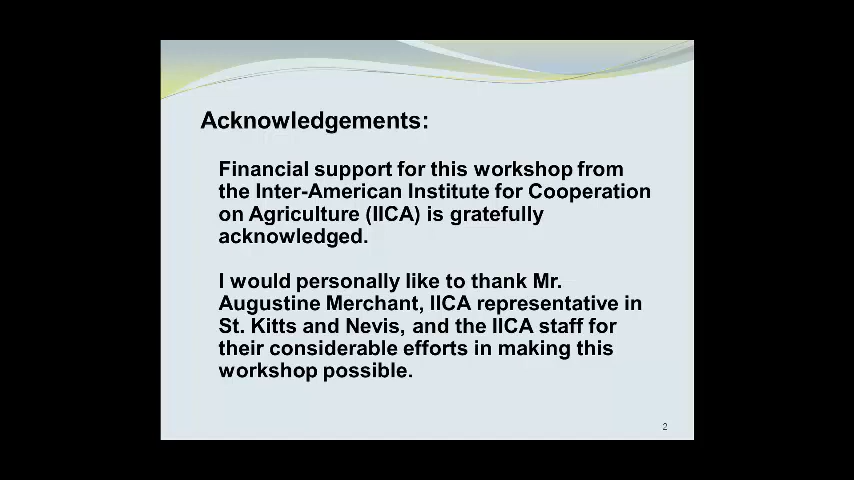 Acknowledgements:
Financial support for this workshop from
the Inter-American Institute for Cooperation
on Agriculture (IICA) is gratefully
acknowledged.
I would personally like to thank Mr.
Augustine Merchant, IICA representative in
St. Kitts and Nevis, and the IICA staff for
their considerable efforts in making this
workshop possible.
2